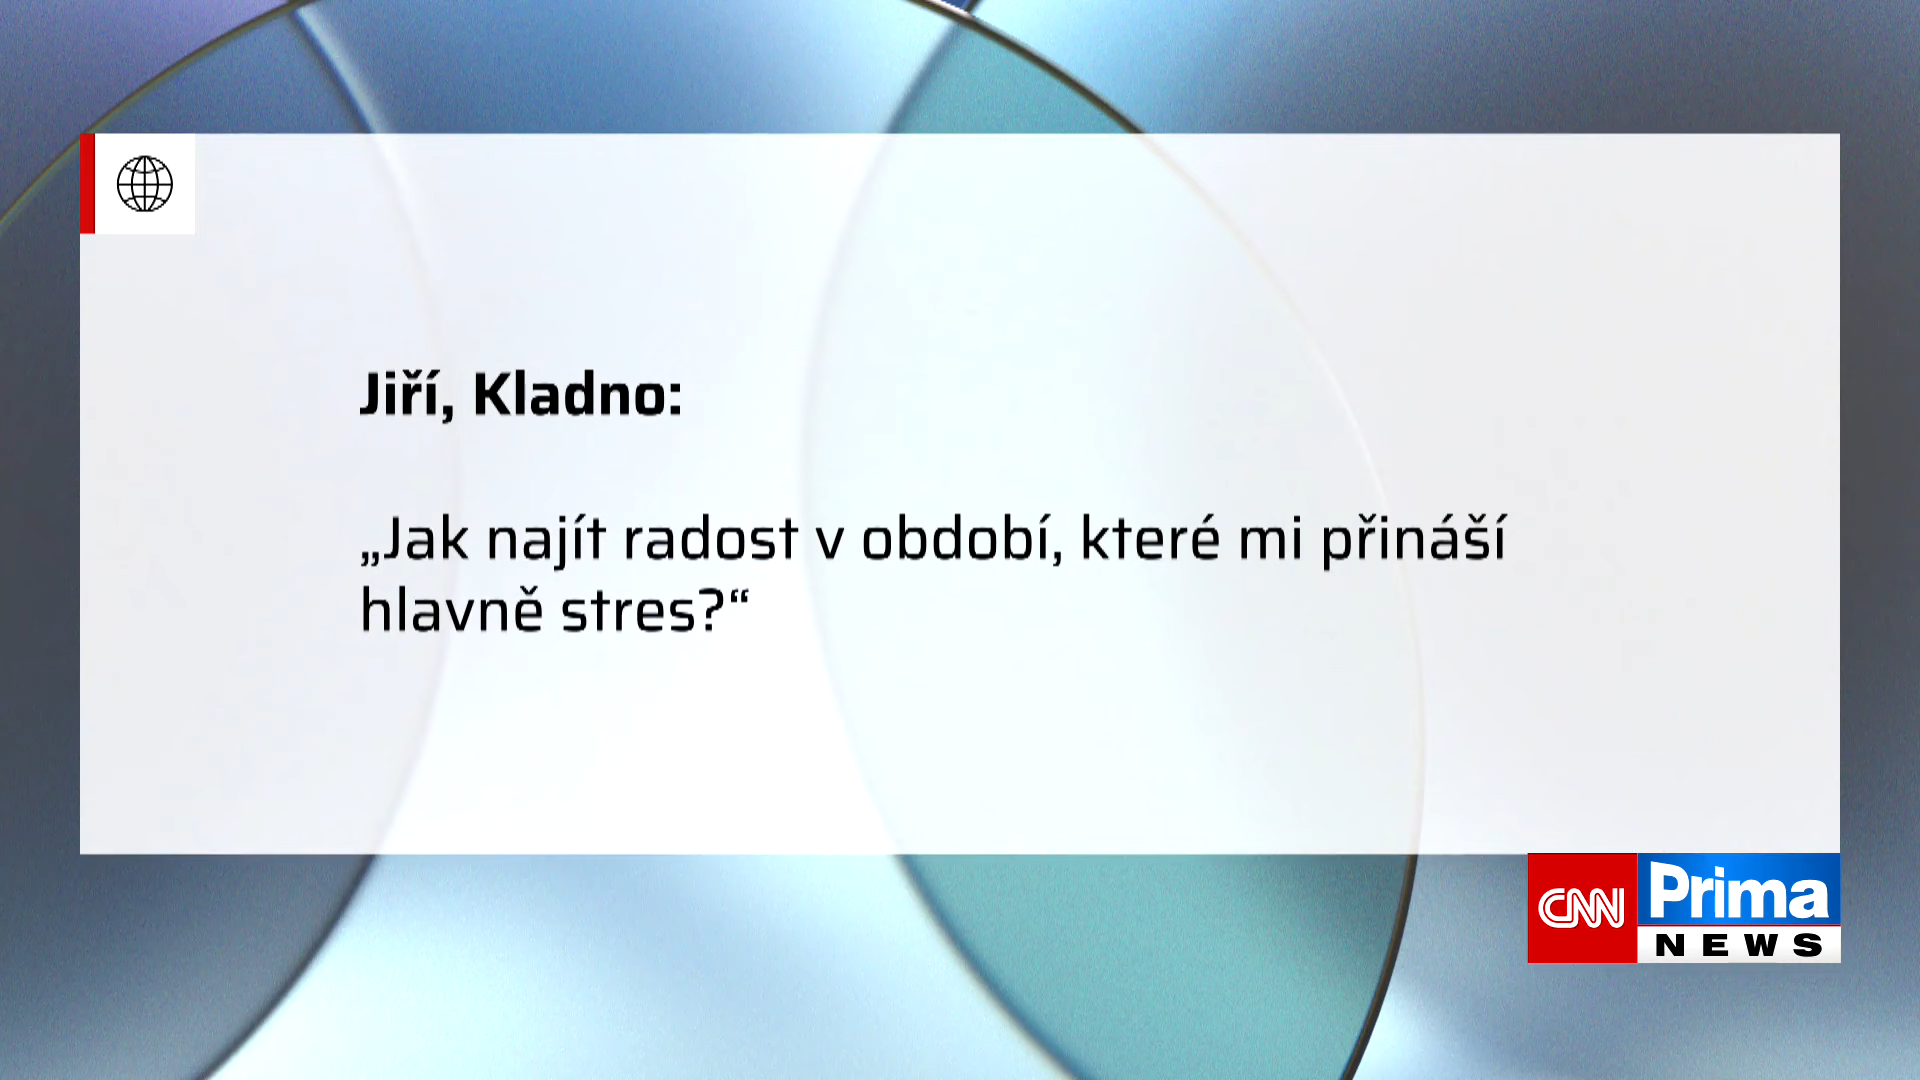 Jiří, Kladno:
„Jak najít radost v období, které mi přináší
hlavně stres?“
CNN Prima
NEWS